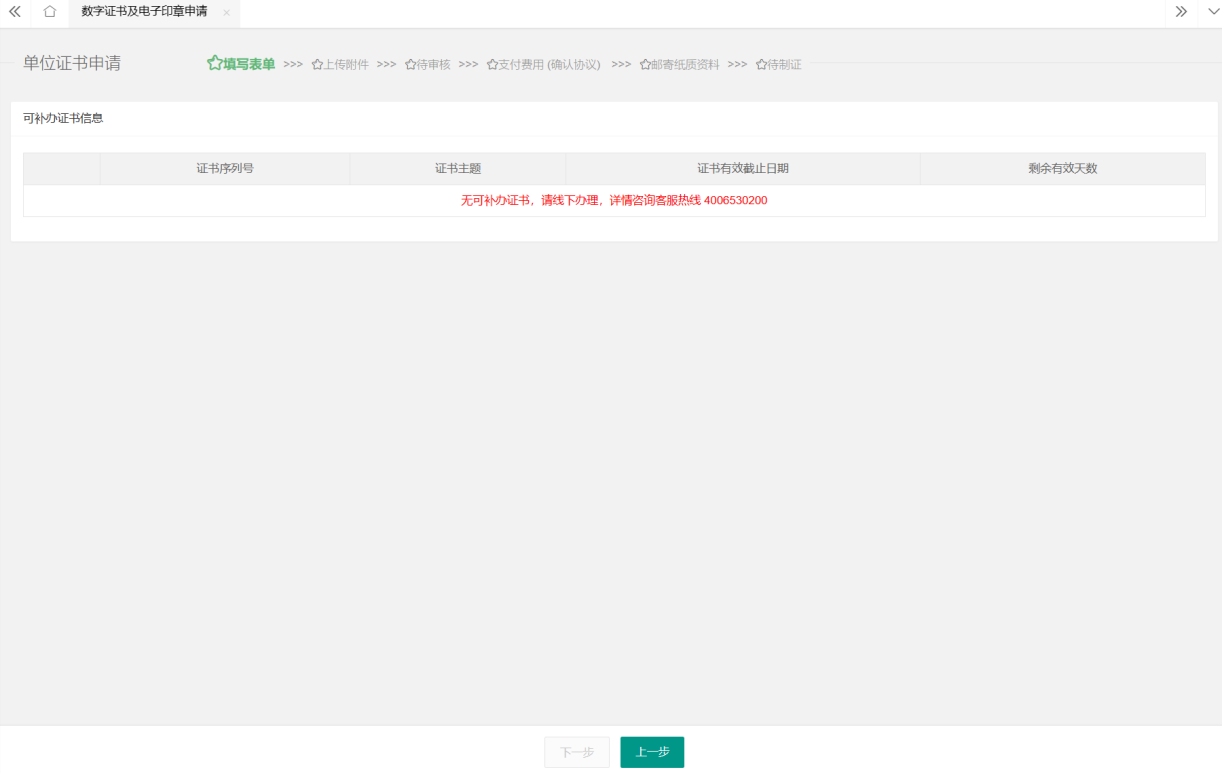 数字证书及电子印章申请
单位证书申请
填写表单 >>> 上传附件 >>> 待审核 >>> 支付费用 (确认协议) >>> 邮寄纸质资料 >>> 待制证
可补办证书信息
证书序列号 证书主题 证书有效截止日期 剩余有效天数
无可补办证书，请线下办理，详情咨询客服热线 4006530200
下一步 上一步